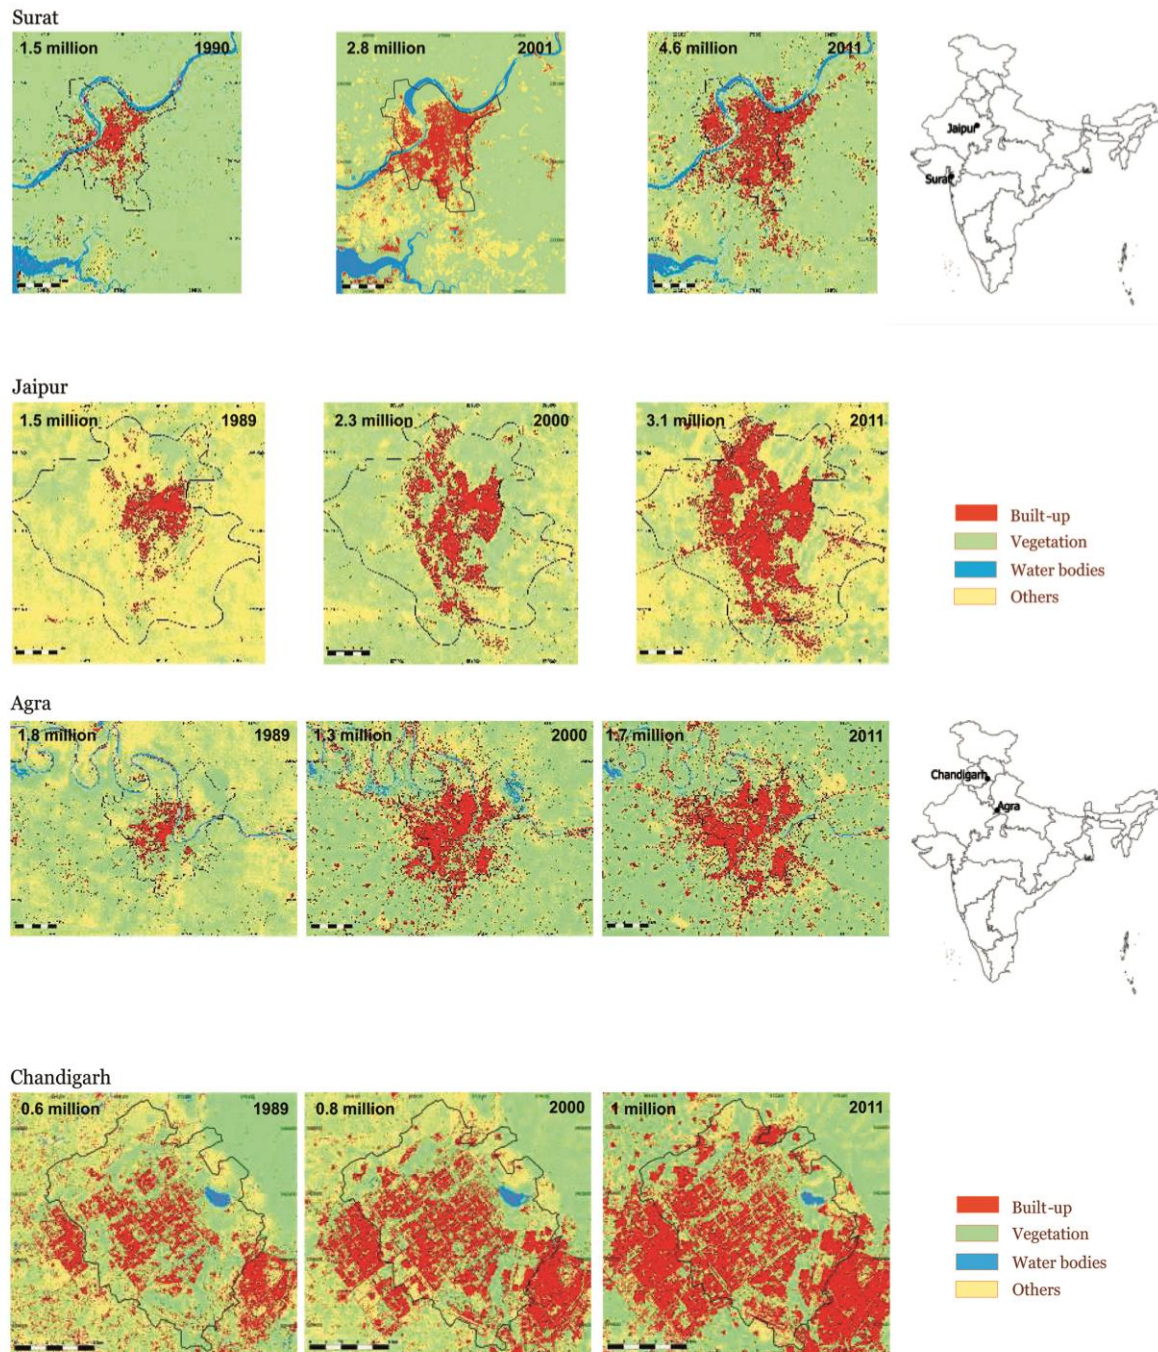 Surat
1.5 million 1990
2.8 million 2001
4.6 million 2011
Jaipur
Surat
Jaipur
1.5 million 1989
2.3 million 2000
3.1 million 2011
Built-up
Vegetation
Water bodies
Others
Agra
1.8 million 1989
1.3 million 2000
1.7 million 2011
Chandigarh
Agra
Chandigarh
0.6 million 1989
0.8 million 2000
1 million 2011
Built-up
Vegetation
Water bodies
Others